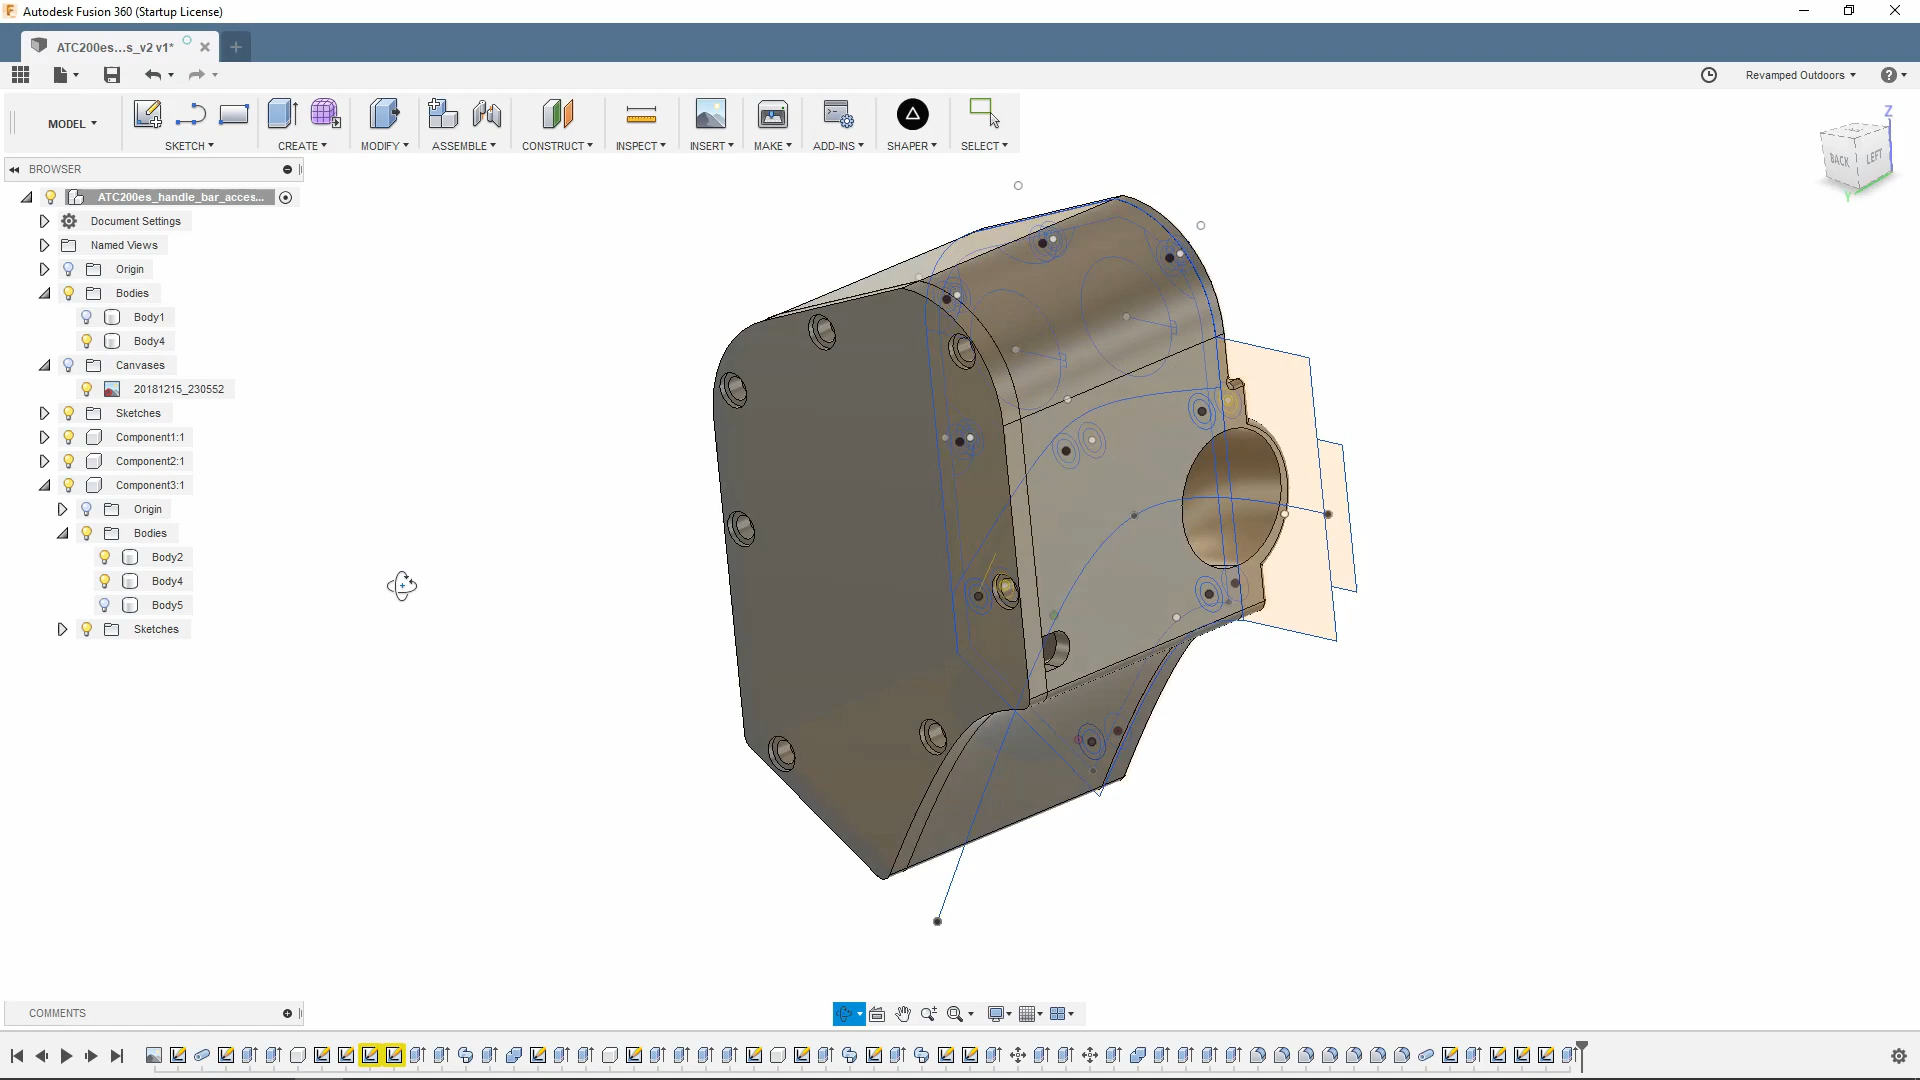 Autodesk Fusion 360 (Startup License)
ATC200es...s_v2 v1*
Revamped Outdoors
MODEL
SKETCH
CREATE
MODIFY
ASSEMBLE
CONSTRUCT
INSPECT
INSERT
MAKE
ADD-INS
SHAPER
SELECT
Z
BACK
LEFT
Y
BROWSER
ATC200es_handle_bar_acces...
Document Settings
Named Views
Origin
Bodies
Body1
Body4
Canvases
20181215_230552
Sketches
Component1:1
Component2:1
Component3:1
Origin
Bodies
Body2
Body4
Body5
Sketches
COMMENTS